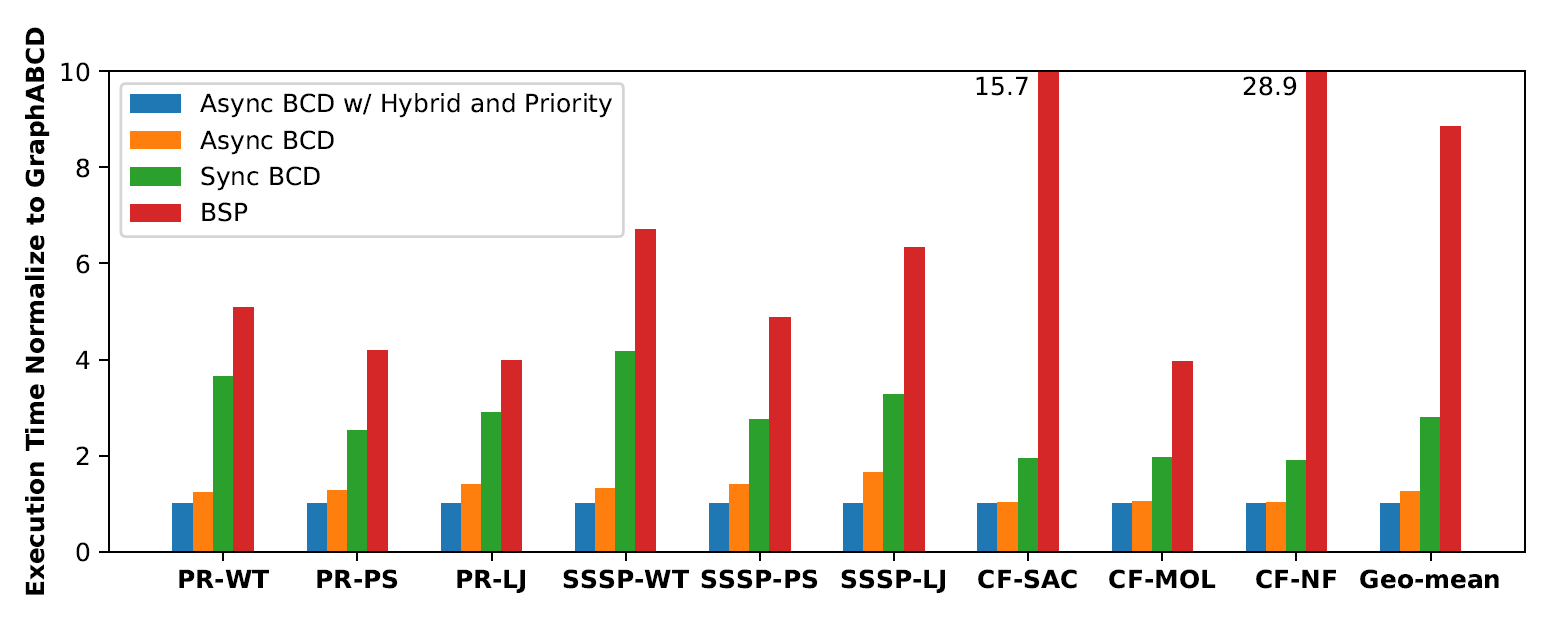 Execution Time Normalize to GraphABCD
10
8
6
4
2
0
Async BCD w/ Hybrid and Priority
Async BCD
Sync BCD
BSP
15.7
28.9
PR-WT PR-PS PR-LJ SSSP-WT SSSP-PS SSSP-LJ CF-SAC CF-MOL CF-NF Geo-mean